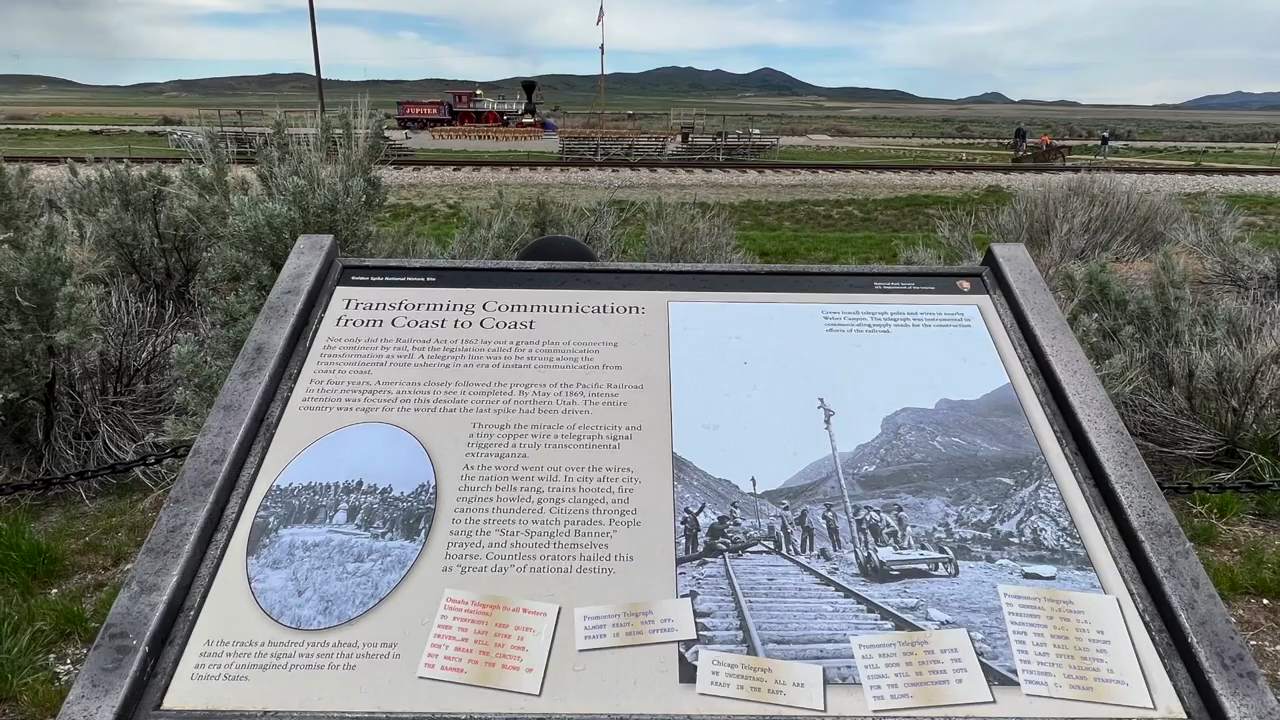 JUPITER
Golden Spike National Historic Site
National Park Service
U.S. Department of the Interior
Transforming Communication:
from Coast to Coast
Not only did the Railroad Act of 1862 lay out a grand plan of connecting
the continent by rail, but the legislation called for a communication
transformation as well. A telegraph line was to be strung along the
transcontinental route ushering in an era of instant communication from
coast to coast.
For four years, Americans closely followed the progress of the Pacific Railroad
in their newspapers, anxious to see it completed. By May of 1869, intense
attention was focused on this desolate corner of northern Utah. The entire
country was eager for the word that the last spike had been driven.
Through the miracle of electricity and
a tiny copper wire a telegraph signal
triggered a truly transcontinental
extravaganza.
As the word went out over the wires,
the nation went wild. In city after city,
church bells rang, trains hooted, fire
engines howled, gongs clanged, and
canons thundered. Citizens thronged
to the streets to watch parades. People
sang the "Star-Spangled Banner,"
prayed, and shouted themselves
hoarse. Countless orators hailed this
as "great day" of national destiny.
At the tracks a hundred yards ahead, you can
stand where the signal was sent that ushered in
an era of unimagined promise for the
United States.
Crews install telegraph poles and wires in nearby
Weber Canyon. The telegraph was instrumental in
communicating supply needs for the construction
efforts of the railroad.
Omaha Telegraph (to all Western
Union stations)
TO EVERYBODY! KEEP QUIET.
WHEN THE LAST SPIKE IS
DRIVEN...WE WILL SAY DONE.
DON'T BREAK THE CIRCUIT,
BUT WATCH FOR THE BLOWS OF
THE HAMMER.
Promontory Telegraph
ALMOST READY. HATS OFF.
PRAYER IS BEING OFFERED.
Chicago Telegraph
WE UNDERSTAND. ALL ARE
READY IN THE EAST.
Promontory Telegraph
ALL READY NOW. THE SPIKE
WILL SOON BE DRIVEN. THE
SIGNAL WILL BE THREE DOTS
FOR THE COMMENCEMENT OF
THE BLOWS.
Promontory Telegraph
TO GENERAL U.S. GRANT
PRESIDENT OF THE U.S.
WASHINGTON D.C. SIR: WE
HAVE THE HONOR TO REPORT
THE LAST RAIL LAID AND
THE LAST SPIKE DRIVEN.
THE PACIFIC RAILROAD IS
FINISHED. LELAND STANFORD,
THOMAS C. DURANT